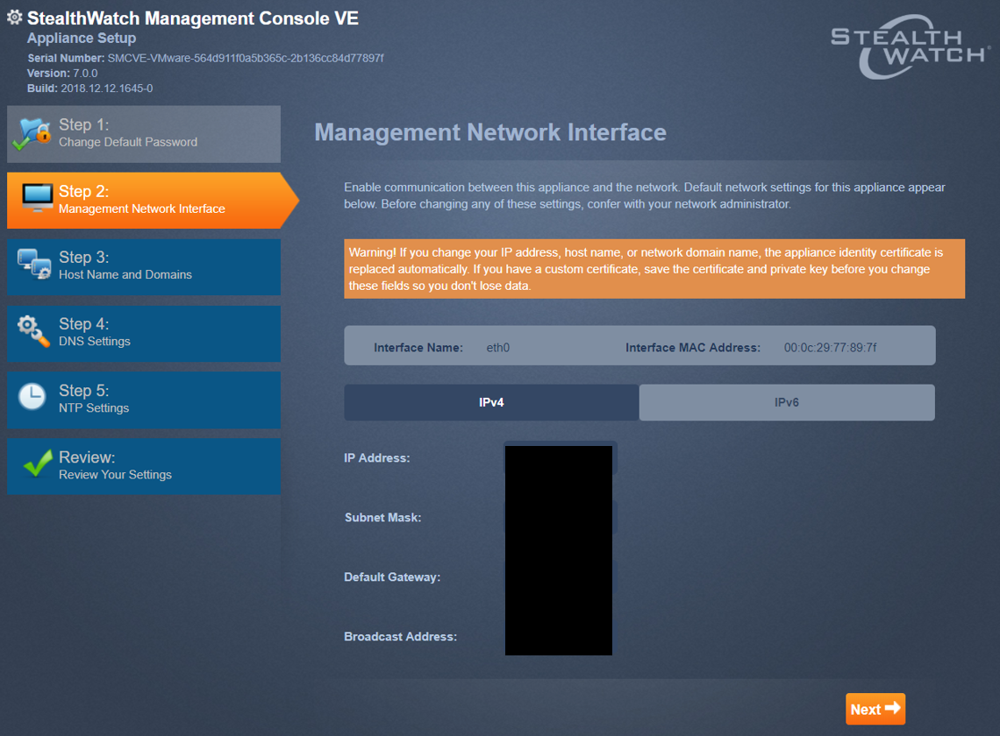 StealthWatch Management Console VE
Appliance Setup
Serial Number: SMCVE-VMware-564d911f0a5b365c-2b136cc84d77897f
Version: 7.0.0
Build: 2018.12.12.1645-0
STEALTH
WATCH®
Step 1:
Change Default Password
Step 2:
Management Network Interface
Step 3:
Host Name and Domains
Step 4:
DNS Settings
Step 5:
NTP Settings
Review:
Review Your Settings
Management Network Interface
Enable communication between this appliance and the network. Default network settings for this appliance appear
below. Before changing any of these settings, confer with your network administrator.
Warning! If you change your IP address, host name, or network domain name, the appliance identity certificate is
replaced automatically. If you have a custom certificate, save the certificate and private key before you change
these fields so you don't lose data.
Interface Name: eth0 Interface MAC Address: 00:0c:29:77:89:7f
IPv4 IPv6
IP Address:
Subnet Mask:
Default Gateway:
Broadcast Address:
Next